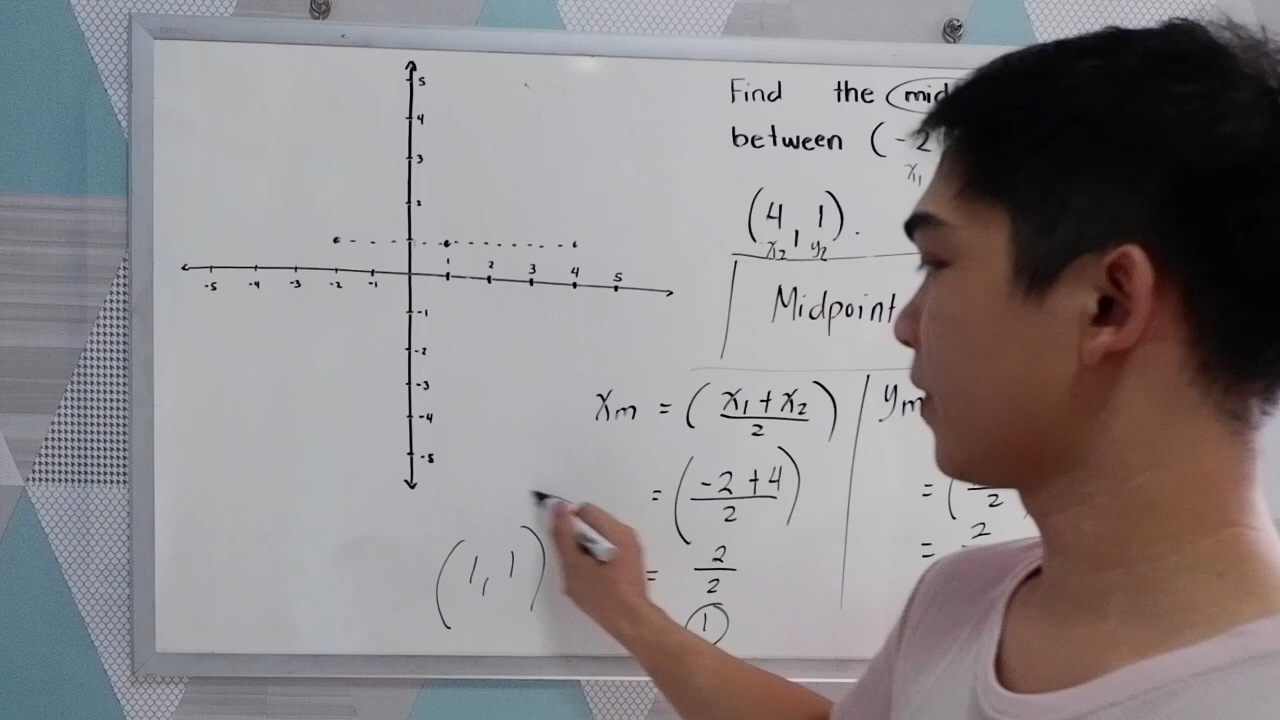 5
4
3
2
-5 -4 -3 -2 -1 1 2 3 4 5
-1
-2
-3
-4
-5
(1, 1)
Find the mid
between (-2
x₁
(4, 1).
x₂ y₂
Midpoint
xₘ = (x₁ + x₂ / 2)
= (-2 + 4 / 2)
= 2/2
1
yₘ
= ( / 2
= 2